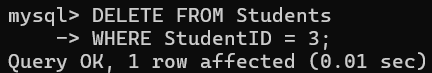 mysql> DELETE FROM Students
    -> WHERE StudentID = 3;
Query OK, 1 row affected (0.01 sec)